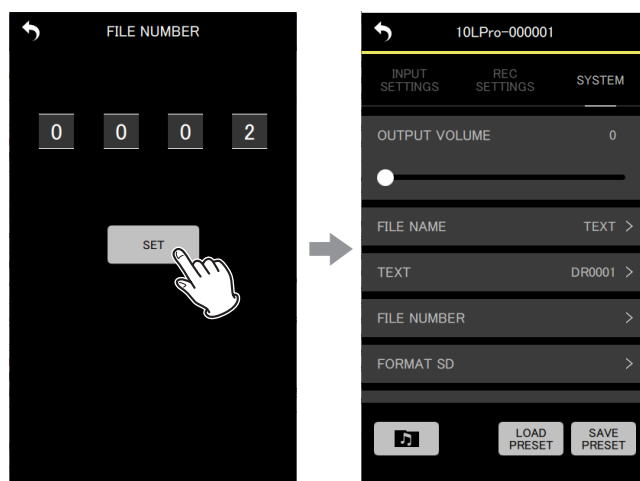 FILE NUMBER
0 0 0 2
SET
10LPro-000001
INPUT
SETTINGS
REC
SETTINGS
SYSTEM
OUTPUT VOLUME 0
FILE NAME TEXT >
TEXT DR0001 >
FILE NUMBER >
FORMAT SD >
LOAD
PRESET
SAVE
PRESET